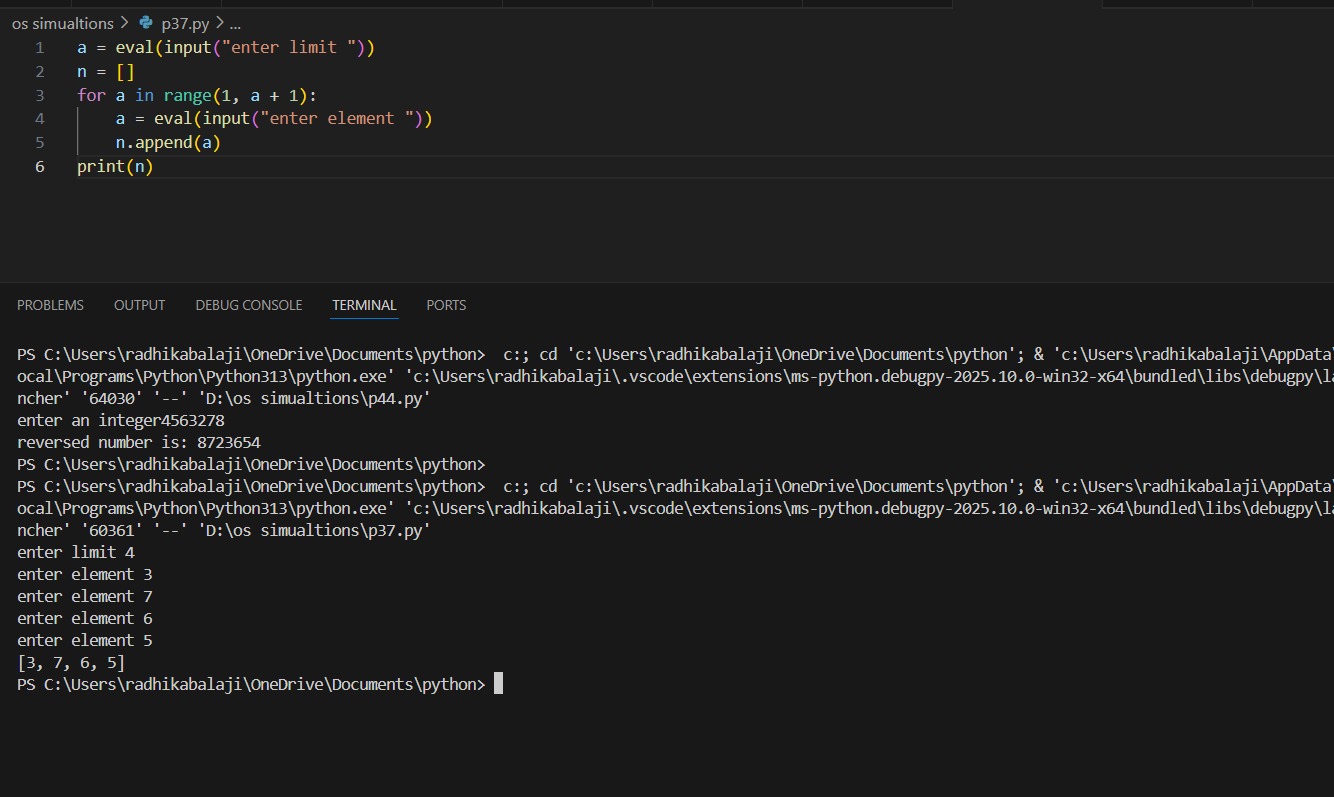 os simualtions > p37.py > ...
1 a = eval(input("enter limit "))
2 n = []
3 for a in range(1, a + 1):
4     a = eval(input("enter element "))
5     n.append(a)
6 print(n)
PROBLEMS OUTPUT DEBUG CONSOLE TERMINAL PORTS
PS C:\Users\radhikabalaji\OneDrive\Documents\python>  c:; cd 'c:\Users\radhikabalaji\OneDrive\Documents\python'; & 'c:\Users\radhikabalaji\AppData\
ocal\Programs\Python\Python313\python.exe' 'c:\Users\radhikabalaji\.vscode\extensions\ms-python.debugpy-2025.10.0-win32-x64\bundled\libs\debugpy\la
ncher' '64030' '--' 'D:\os simualtions\p44.py'
enter an integer4563278
reversed number is: 8723654
PS C:\Users\radhikabalaji\OneDrive\Documents\python>
PS C:\Users\radhikabalaji\OneDrive\Documents\python>  c:; cd 'c:\Users\radhikabalaji\OneDrive\Documents\python'; & 'c:\Users\radhikabalaji\AppData\
ocal\Programs\Python\Python313\python.exe' 'c:\Users\radhikabalaji\.vscode\extensions\ms-python.debugpy-2025.10.0-win32-x64\bundled\libs\debugpy\la
ncher' '60361' '--' 'D:\os simualtions\p37.py'
enter limit 4
enter element 3
enter element 7
enter element 6
enter element 5
[3, 7, 6, 5]
PS C:\Users\radhikabalaji\OneDrive\Documents\python>